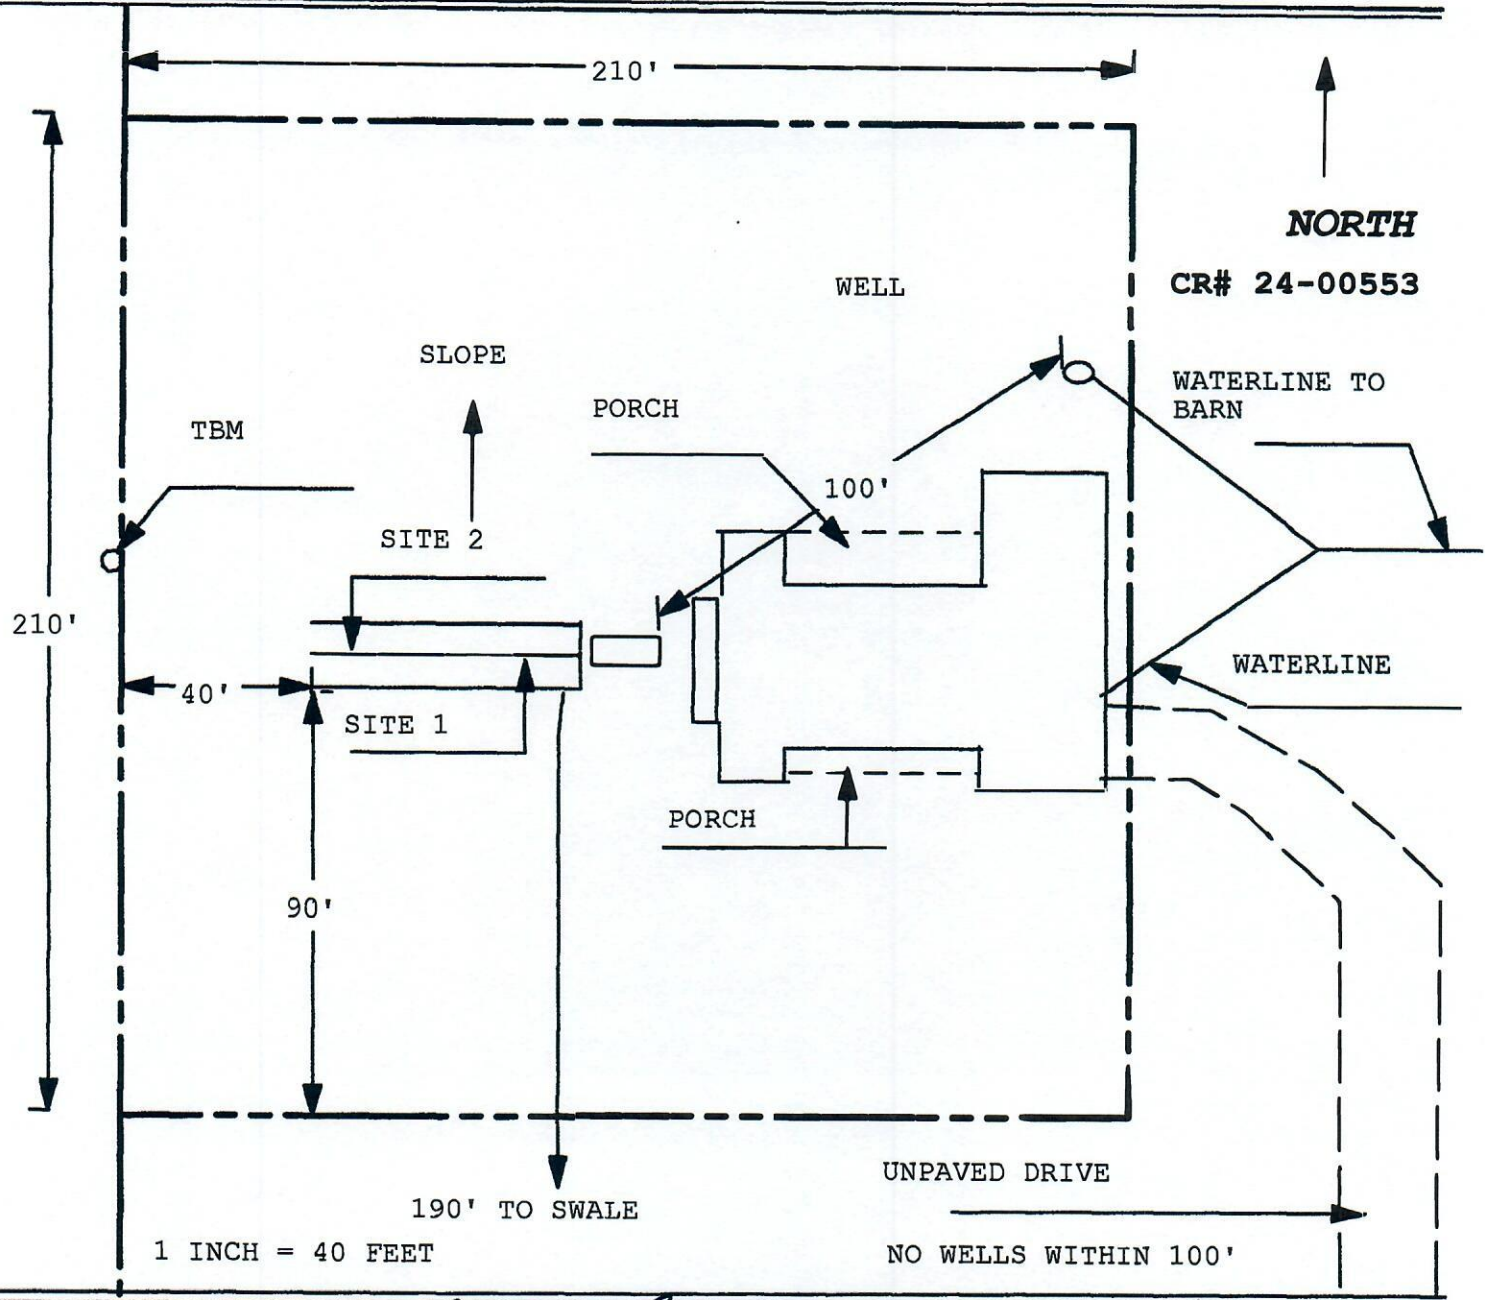 210'
NORTH
CR# 24-00553
WELL
SLOPE
WATERLINE TO
BARN
PORCH
TBM
100'
SITE 2
210'
WATERLINE
40'
SITE 1
PORCH
90'
UNPAVED DRIVE
190' TO SWALE
1 INCH = 40 FEET
NO WELLS WITHIN 100'